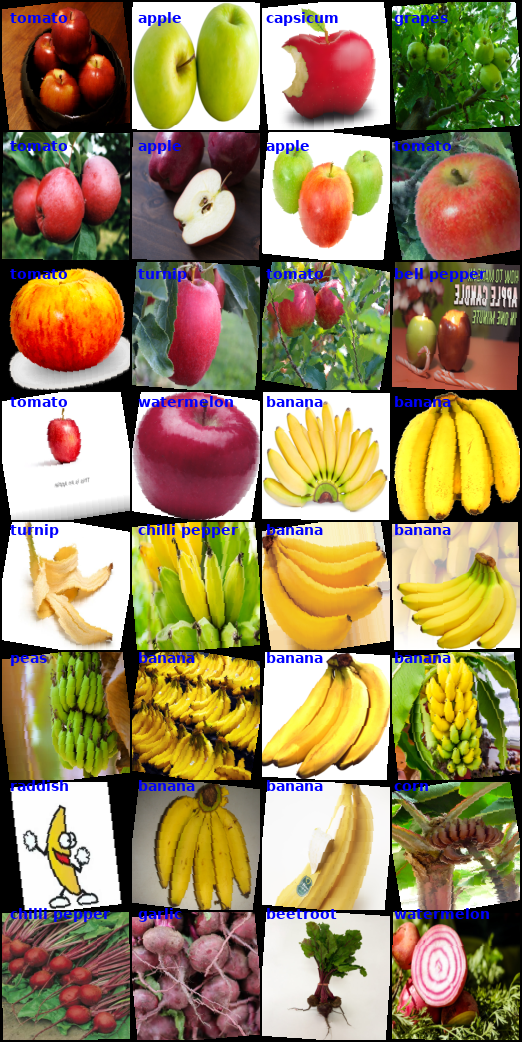 tomato apple capsicum grapes
tomato apple apple tomato
tomato turnip tomato bell pepper
HOW TO MAKE
APPLE CANDLE
IN ONE MINUTE
tomato watermelon banana banana
This is an Apple
turnip chilli pepper banana banana
peas banana banana banana
raddish banana banana corn
chilli pepper garlic beetroot watermelon